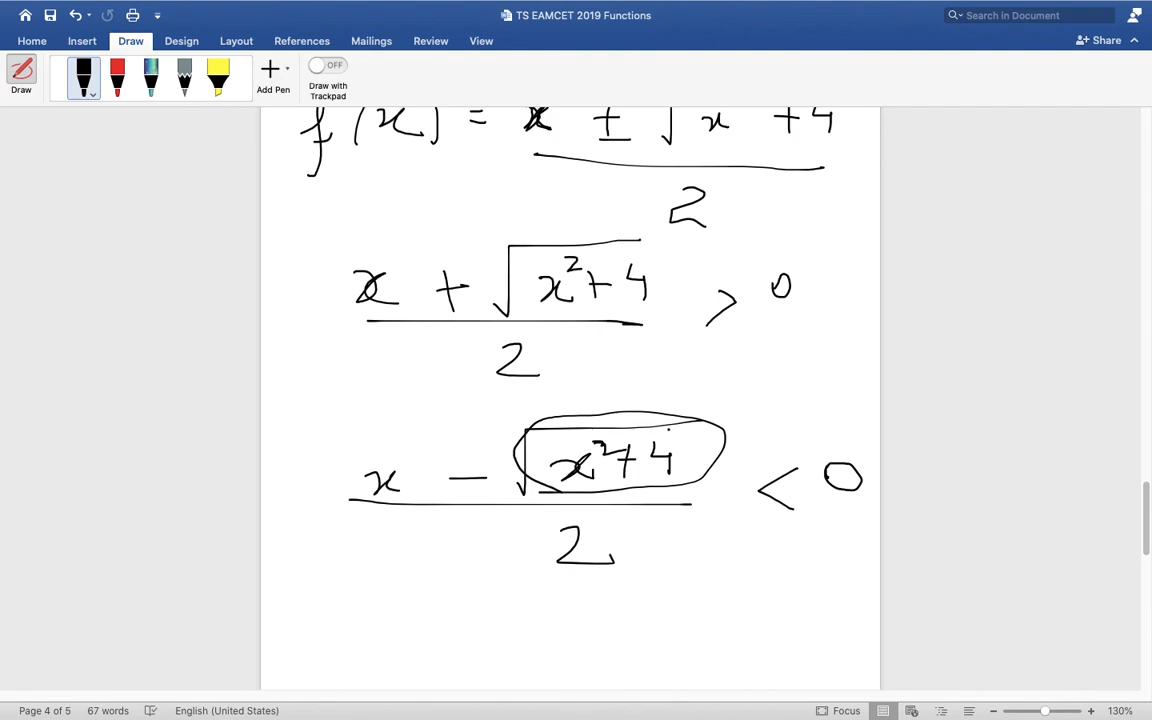 TS EAMCET 2019 Functions
Search in Document
Home Insert Draw Design Layout References Mailings Review View
Share
OFF
Draw
Add Pen
Draw with
Trackpad
f(x) = x ± √x + 4
2
x + √x²+4 > 0
2
x - √x²+4 < 0
2
Page 4 of 5 67 words English (United States) Focus 130%